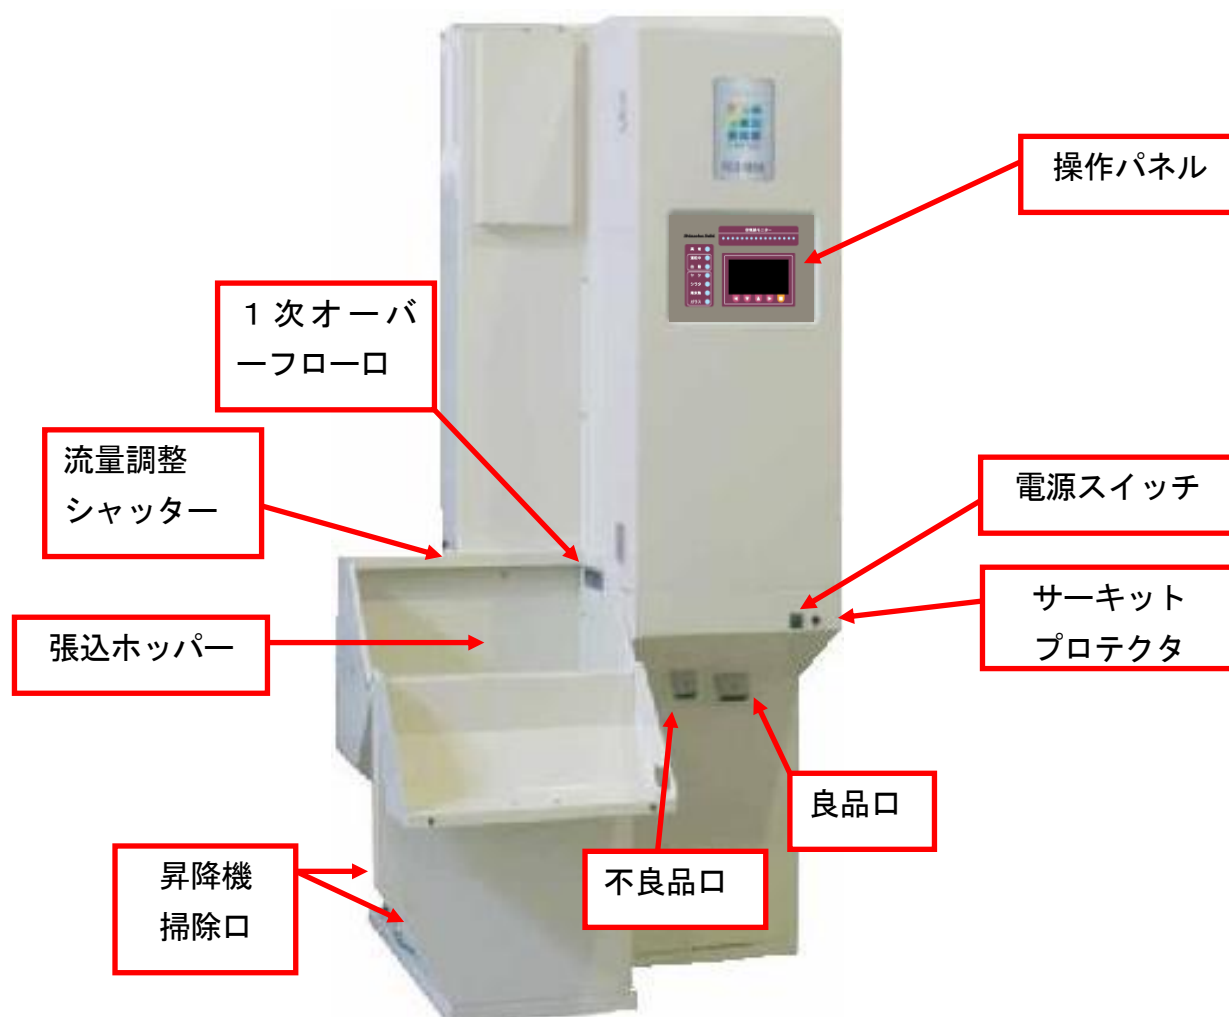 操作パネル
1次オーバ
ーフロー口
流量調整
シャッター
電源スイッチ
サーキット
プロテクタ
張込ホッパー
良品口
不良品口
昇降機
掃除口